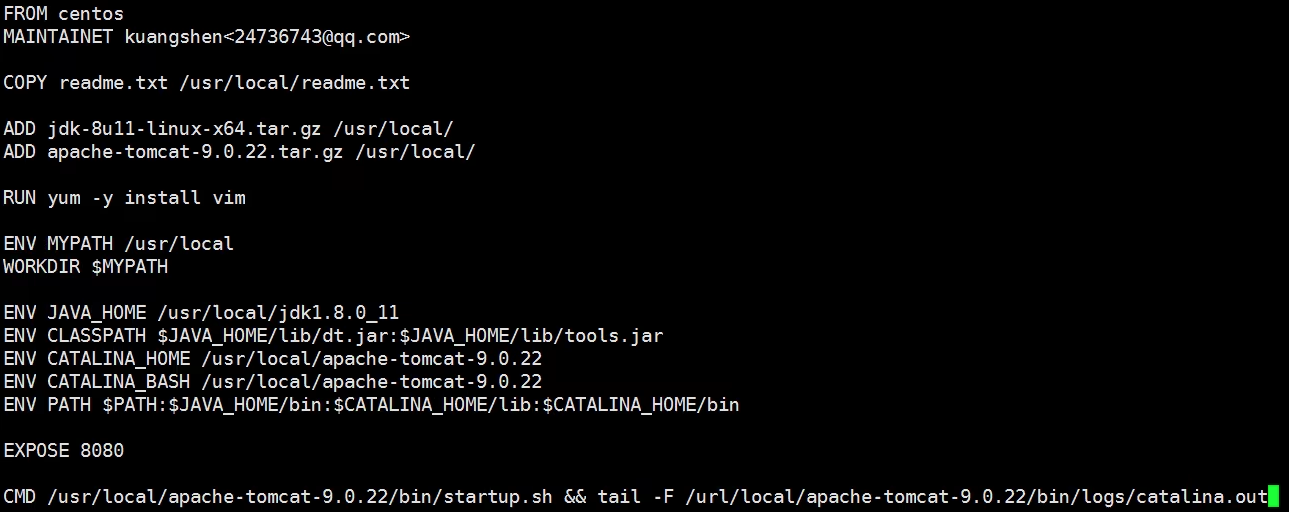 FROM centos
MAINTAINET kuangshen<24736743@qq.com>
COPY readme.txt /usr/local/readme.txt
ADD jdk-8u11-linux-x64.tar.gz /usr/local/
ADD apache-tomcat-9.0.22.tar.gz /usr/local/
RUN yum -y install vim
ENV MYPATH /usr/local
WORKDIR $MYPATH
ENV JAVA_HOME /usr/local/jdk1.8.0_11
ENV CLASSPATH $JAVA_HOME/lib/dt.jar:$JAVA_HOME/lib/tools.jar
ENV CATALINA_HOME /usr/local/apache-tomcat-9.0.22
ENV CATALINA_BASH /usr/local/apache-tomcat-9.0.22
ENV PATH $PATH:$JAVA_HOME/bin:$CATALINA_HOME/lib:$CATALINA_HOME/bin
EXPOSE 8080
CMD /usr/local/apache-tomcat-9.0.22/bin/startup.sh && tail -F /url/local/apache-tomcat-9.0.22/bin/logs/catalina.out